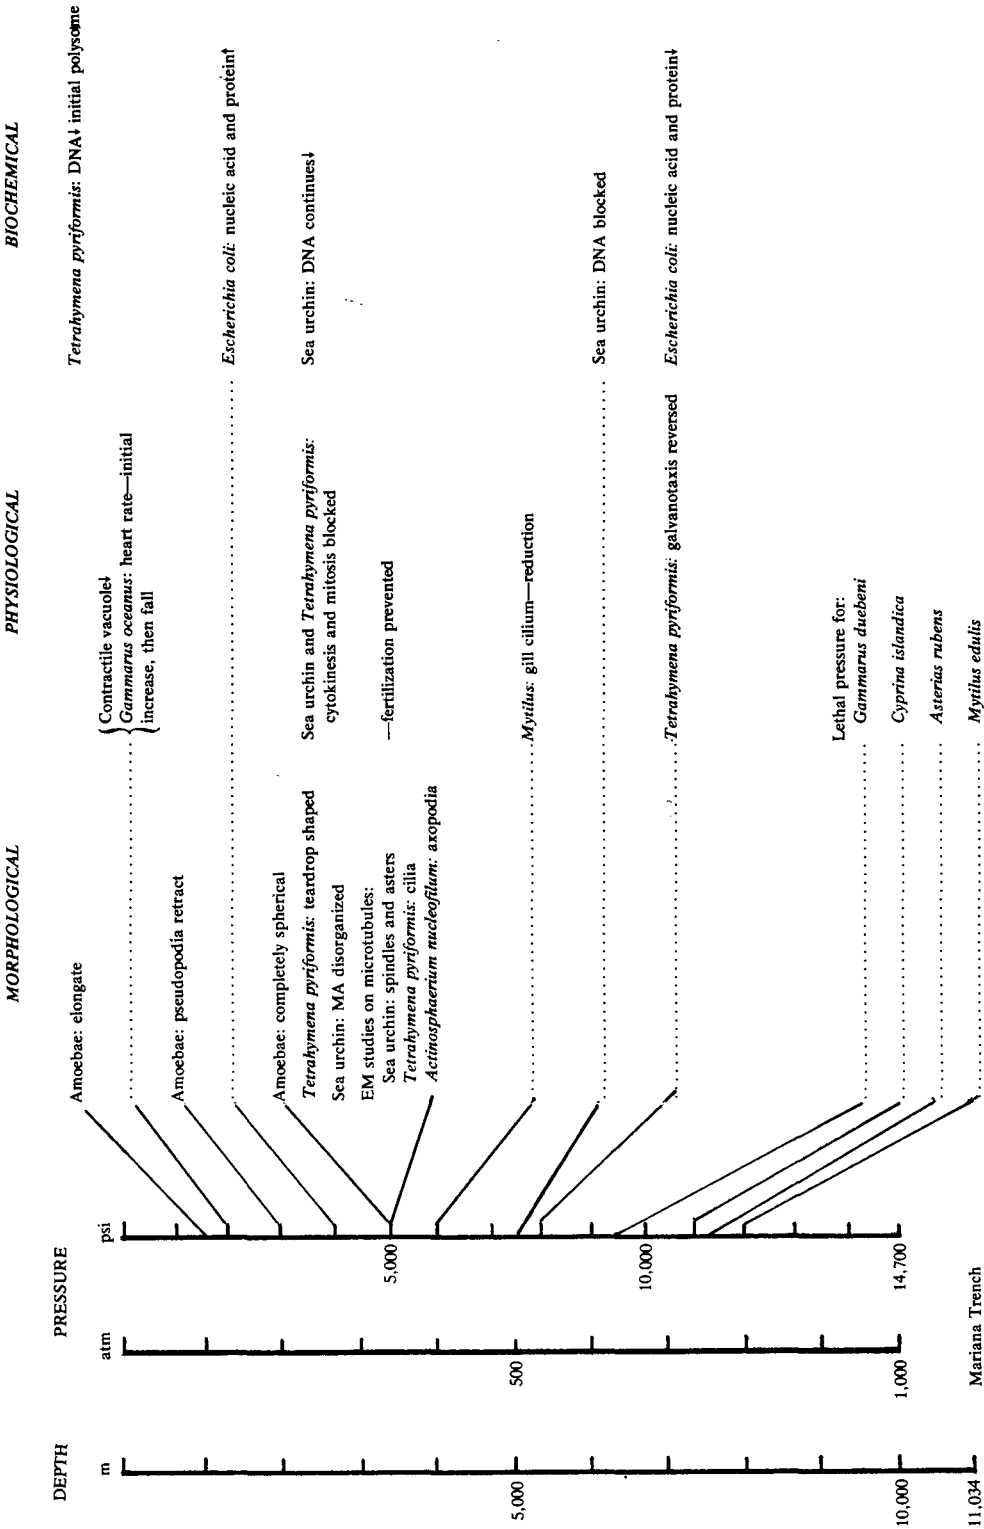 DEPTH
PRESSURE
MORPHOLOGICAL
PHYSIOLOGICAL
BIOCHEMICAL
m
atm
psi
Amoebae: elongate
Tetrahymena pyriformis: DNA↓ initial polysome
Contractile vacuole↓
Gammarus oceanus: heart rate—initial
increase, then fall
Amoebae: pseudopodia retract
Escherichia coli: nucleic acid and protein↑
Amoebae: completely spherical
Tetrahymena pyriformis: teardrop shaped
Sea urchin and Tetrahymena pyriformis:
cytokinesis and mitosis blocked
Sea urchin: DNA continues↓
Sea urchin: MA disorganized
EM studies on microtubules:
Sea urchin: spindles and asters
—fertilization prevented
Tetrahymena pyriformis: cilia
Actinosphaerium nucleofilum: axopodia
5,000
500
5,000
Mytilus: gill cilium—reduction
Sea urchin: DNA blocked
Tetrahymena pyriformis: galvanotaxis reversed
Escherichia coli: nucleic acid and protein↓
10,000
Lethal pressure for:
Gammarus duebeni
Cyprina islandica
Asterias rubens
Mytilus edulis
10,000
1,000
14,700
11,034
Mariana Trench